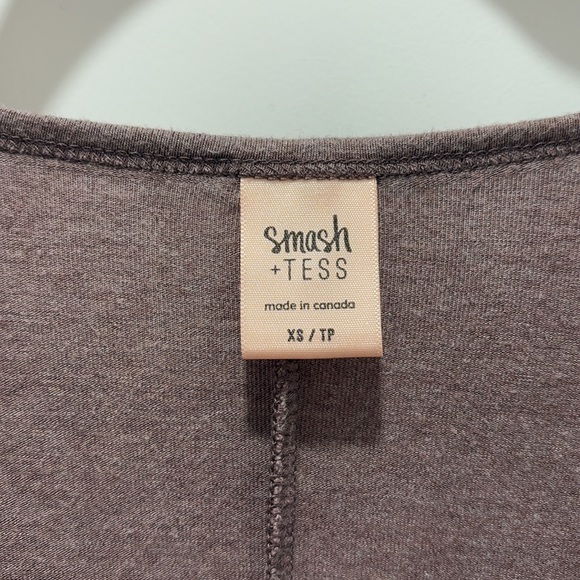 smash
+TESS
made in canada
XS / TP